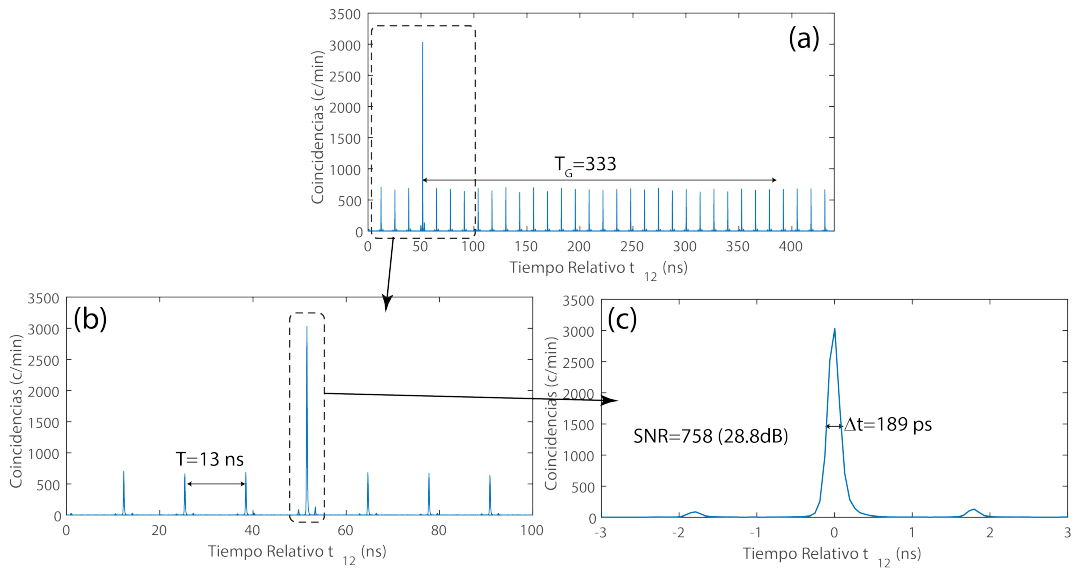 (a)
Coincidencias (c/min)
3500
3000
2500
2000
1500
1000
500
0
T_G=333
0 50 100 150 200 250 300 350 400
Tiempo Relativo t_12 (ns)
(b)
Coincidencias (c/min)
3500
3000
2500
2000
1500
1000
500
0
T=13 ns
0 20 40 60 80 100
Tiempo Relativo t_12 (ns)
(c)
Coincidencias (c/min)
3500
3000
2500
2000
1500
1000
500
0
SNR=758 (28.8dB)
Δt=189 ps
-3 -2 -1 0 1 2 3
Tiempo Relativo t_12 (ns)